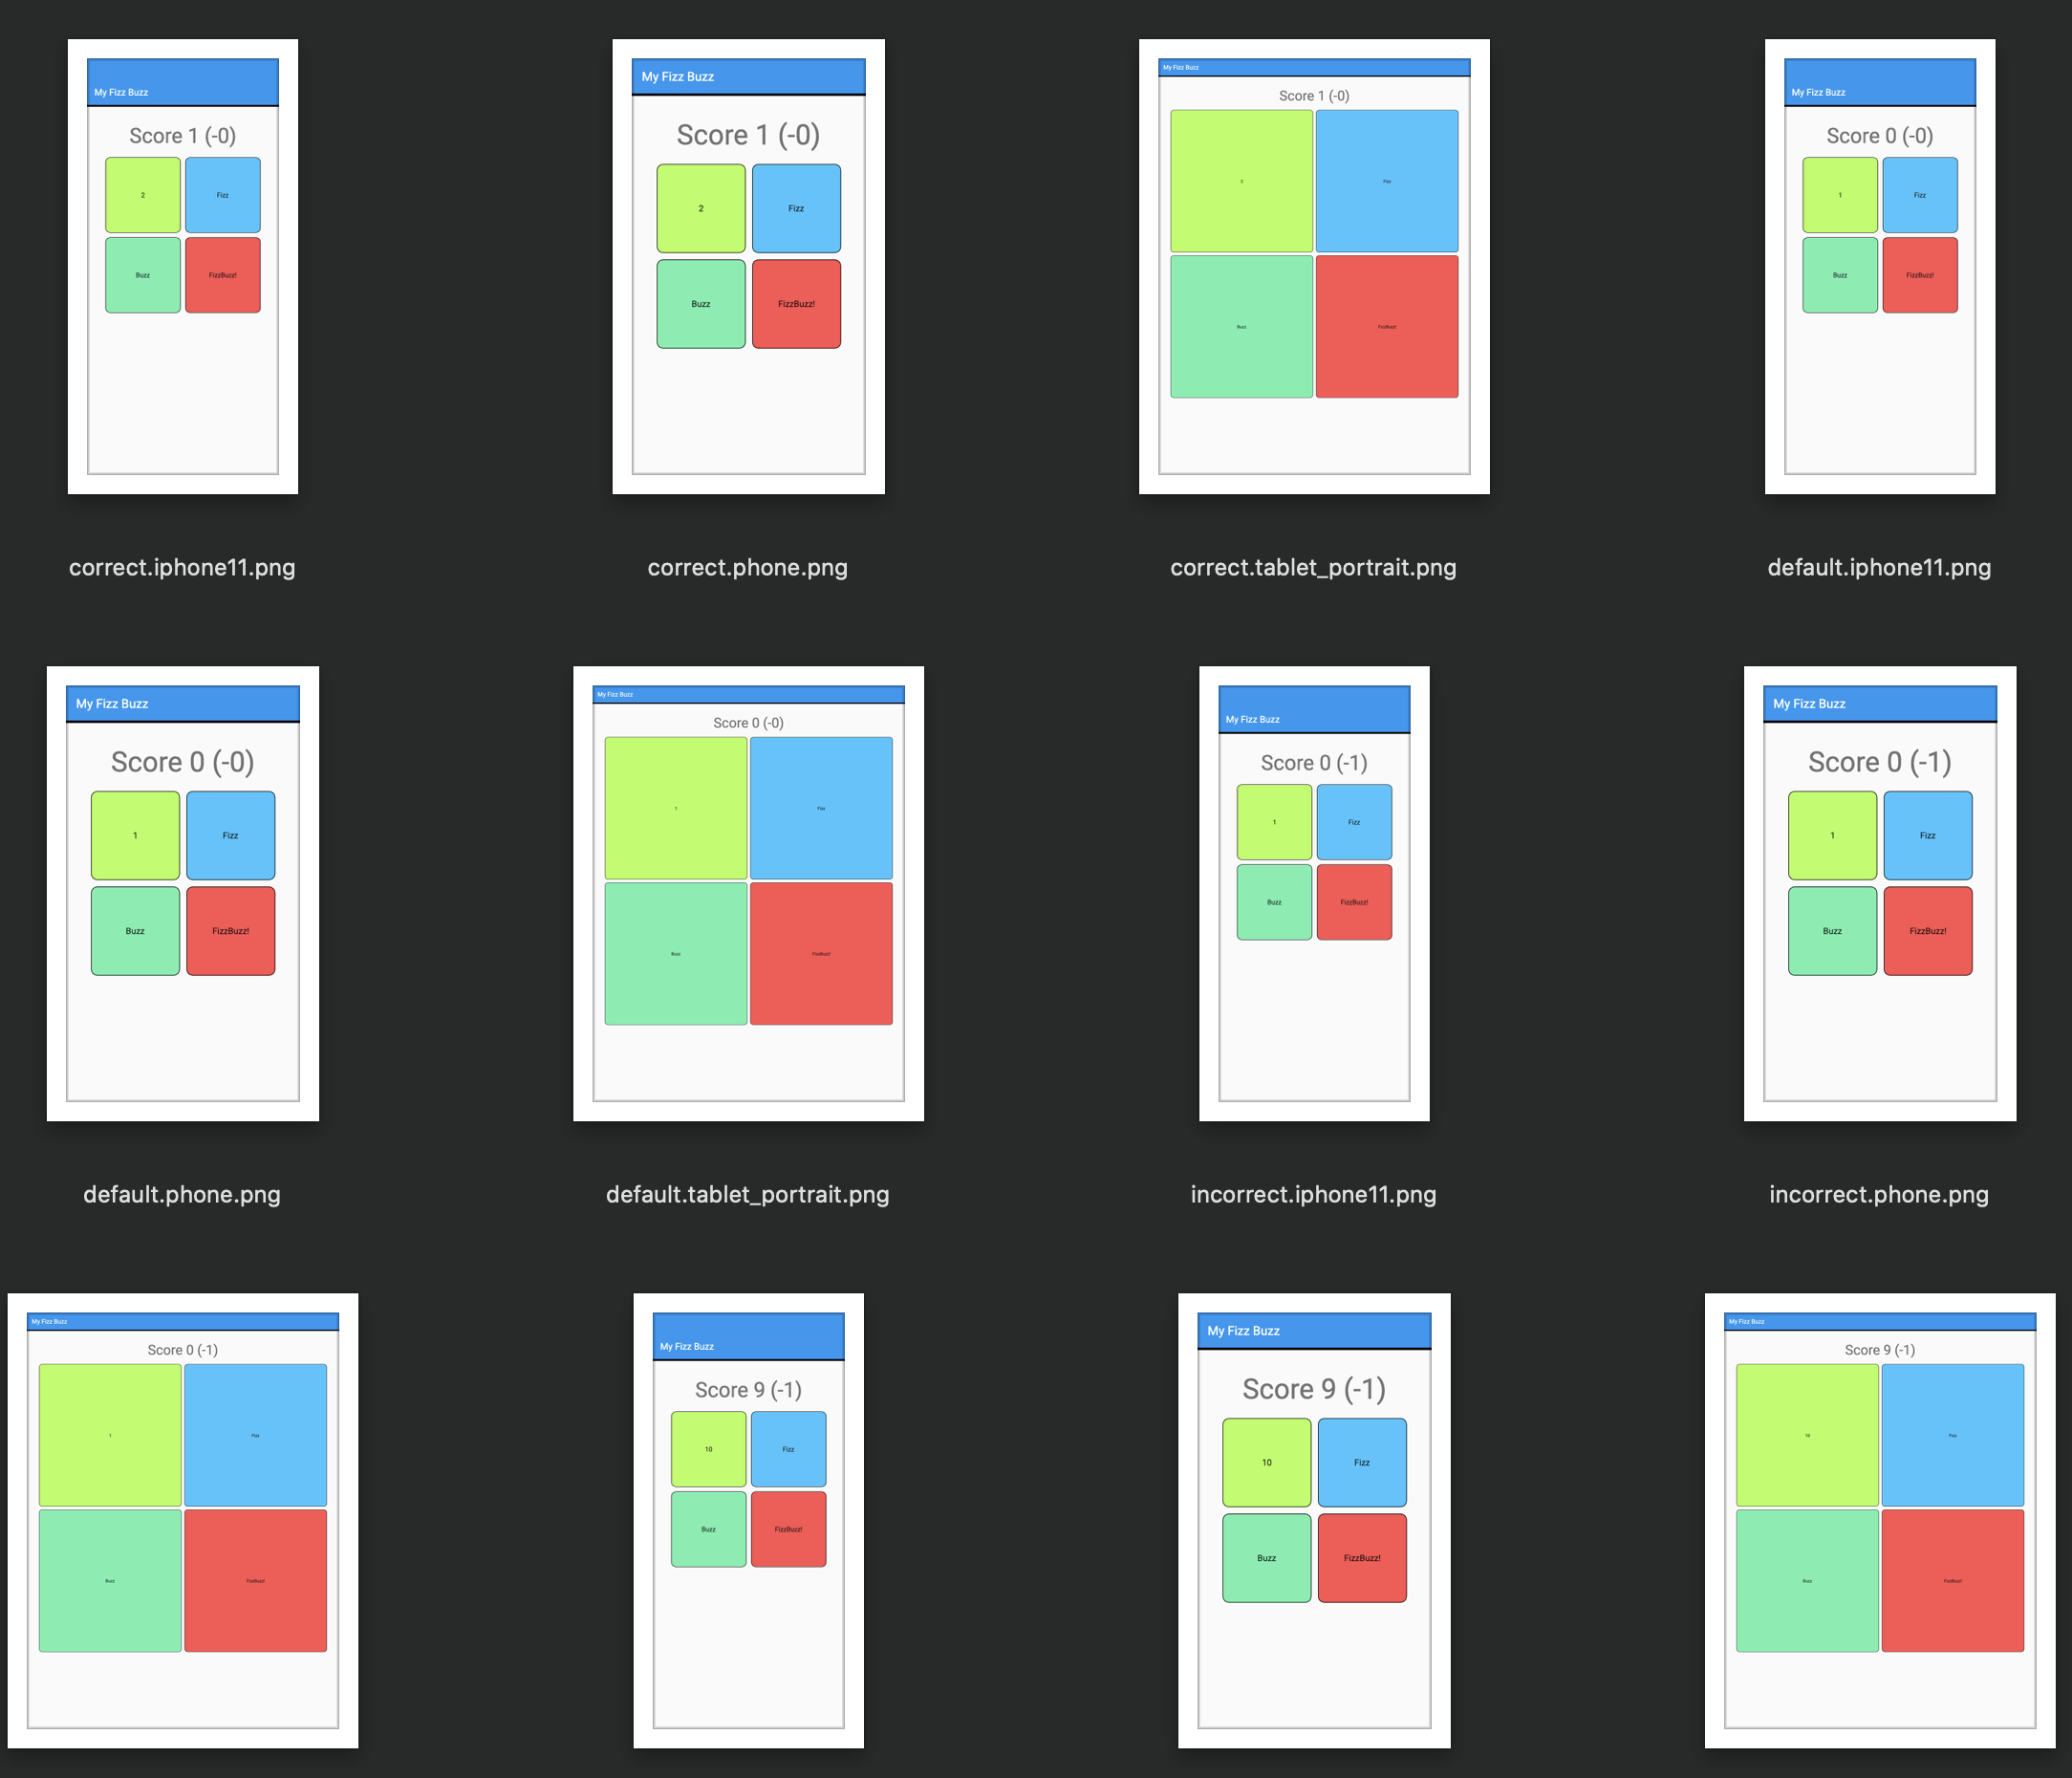 My Fizz Buzz
Score 1 (-0)
2
Fizz
Buzz
FizzBuzz!
correct.iphone11.png
My Fizz Buzz
Score 1 (-0)
2
Fizz
Buzz
FizzBuzz!
correct.phone.png
My Fizz Buzz
Score 1 (-0)
2
Fizz
Buzz
FizzBuzz!
correct.tablet_portrait.png
My Fizz Buzz
Score 0 (-0)
1
Fizz
Buzz
FizzBuzz!
default.iphone11.png
My Fizz Buzz
Score 0 (-0)
1
Fizz
Buzz
FizzBuzz!
default.phone.png
My Fizz Buzz
Score 0 (-0)
1
Fizz
Buzz
FizzBuzz!
default.tablet_portrait.png
My Fizz Buzz
Score 0 (-1)
1
Fizz
Buzz
FizzBuzz!
incorrect.iphone11.png
My Fizz Buzz
Score 0 (-1)
1
Fizz
Buzz
FizzBuzz!
incorrect.phone.png
My Fizz Buzz
Score 0 (-1)
1
Fizz
Buzz
FizzBuzz!
My Fizz Buzz
Score 9 (-1)
10
Fizz
Buzz
FizzBuzz!
My Fizz Buzz
Score 9 (-1)
10
Fizz
Buzz
FizzBuzz!
My Fizz Buzz
Score 9 (-1)
10
Fizz
Buzz
FizzBuzz!